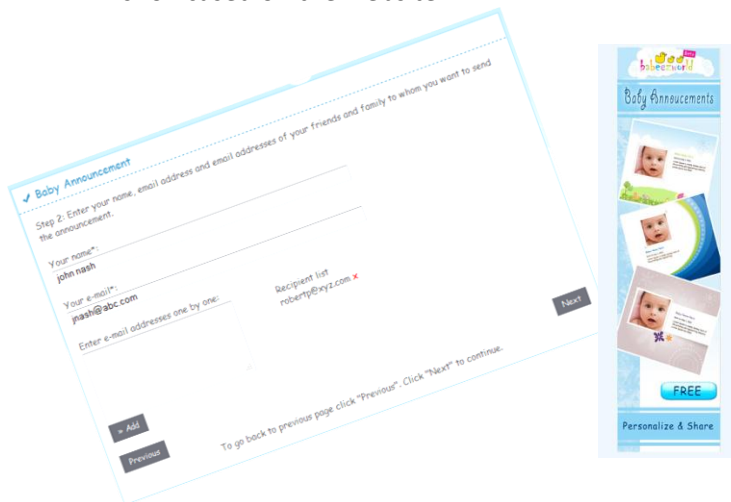 ✓ Baby Announcement
Step 2: Enter your name, email address and email addresses of your friends and family to whom you want to send
the announcement.
Your name*:
john nash
Your e-mail*:
jnash@abc.com
Enter e-mail addresses one by one:
Recipient list
robertp@xyz.com x
Next
» Add
Previous
To go back to previous page click "Previous". Click "Next" to continue.
Baby
babeezworld
Baby Annoucements
FREE
Personalize & Share